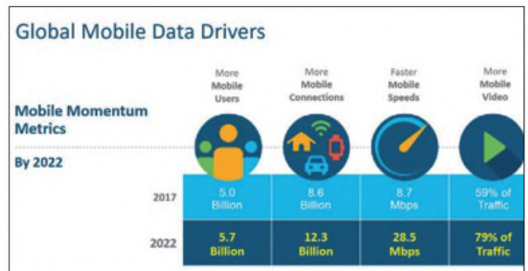 Global Mobile Data Drivers
More
Mobile
Users
More
Mobile
Connections
Faster
Mobile
Speeds
More
Mobile
Video
Mobile Momentum
Metrics
By 2022
2017
5.0
Billion
8.6
Billion
8.7
Mbps
59% of
Traffic
2022
5.7
Billion
12.3
Billion
28.5
Mbps
79% of
Traffic